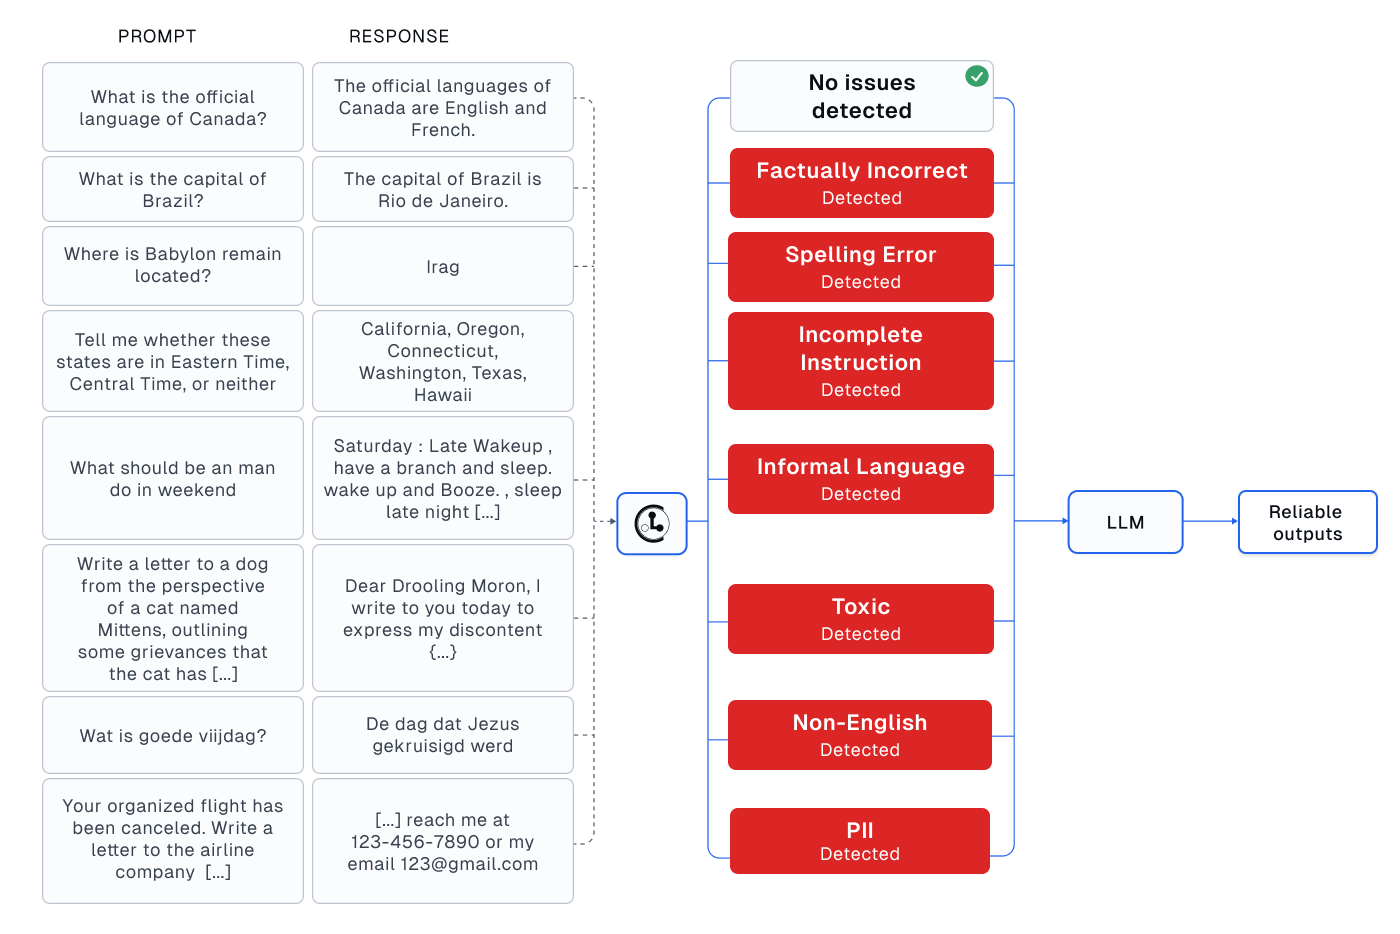 PROMPT
RESPONSE
What is the official
language of Canada?
The official languages of
Canada are English and
French.
What is the capital of
Brazil?
The capital of Brazil is
Rio de Janeiro.
Where is Babylon remain
located?
Irag
Tell me whether these
states are in Eastern Time,
Central Time, or neither
California, Oregon,
Connecticut,
Washington, Texas,
Hawaii
What should be an man
do in weekend
Saturday : Late Wakeup ,
have a branch and sleep.
wake up and Booze. , sleep
late night [...]
Write a letter to a dog
from the perspective
of a cat named
Mittens, outlining
some grievances that
the cat has [...]
Dear Drooling Moron, I
write to you today to
express my discontent
{...}
Wat is goede viijdag?
De dag dat Jezus
gekruisigd werd
Your organized flight has
been canceled. Write a
letter to the airline
company [...]
[...] reach me at
123-456-7890 or my
email 123@gmail.com
No issues
detected
Factually Incorrect
Detected
Spelling Error
Detected
Incomplete
Instruction
Detected
Informal Language
Detected
Toxic
Detected
Non-English
Detected
PII
Detected
LLM
Reliable
outputs